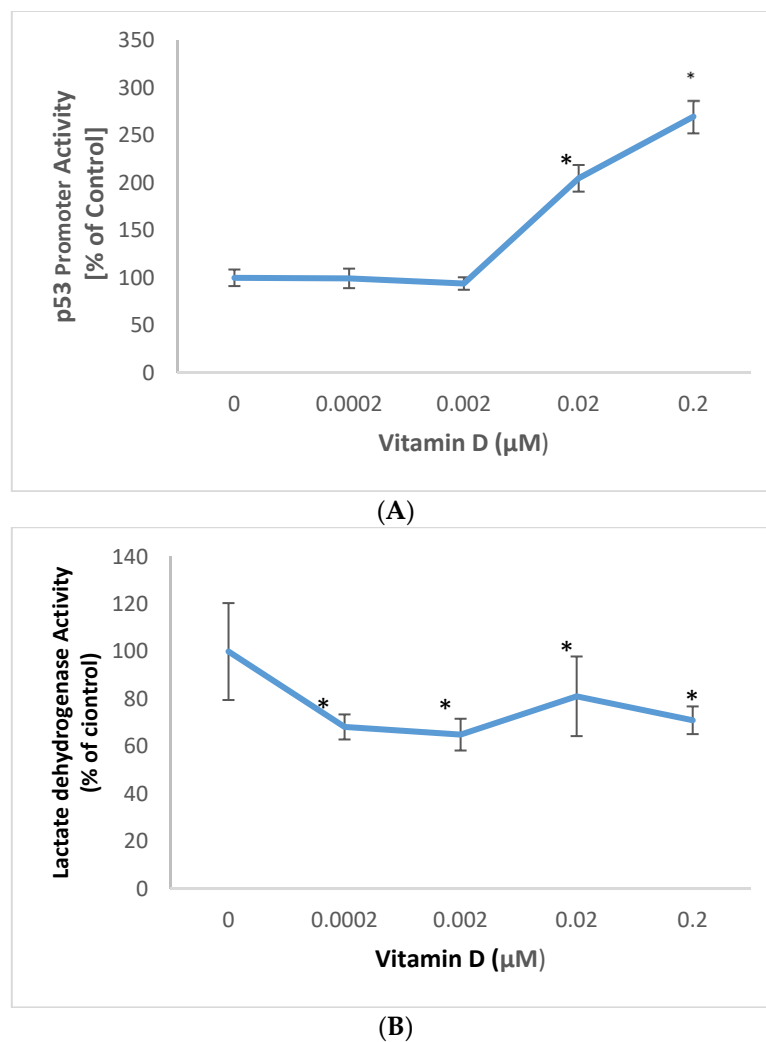 350
300
250
200
150
100
50
0
p53 Promoter Activity
[% of Control]
*
*
0 0.0002 0.002 0.02 0.2
Vitamin D (µM)
(A)
140
120
100
80
60
40
20
0
Lactate dehydrogenase Activity
(% of ciontrol)
* * * *
0 0.0002 0.002 0.02 0.2
Vitamin D (µM)
(B)